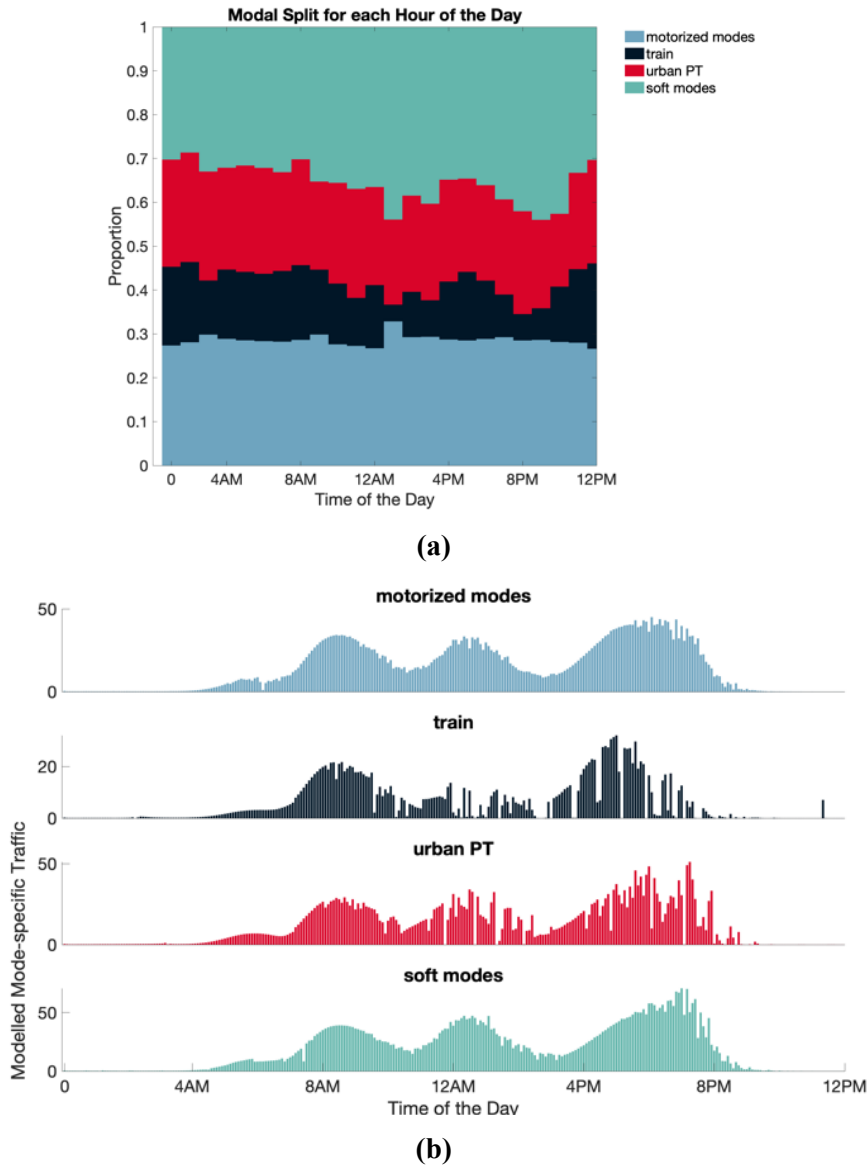 Modal Split for each Hour of the Day
motorized modes
train
urban PT
soft modes
1
0.9
0.8
0.7
0.6
0.5
0.4
0.3
0.2
0.1
0
Proportion
0 4AM 8AM 12AM 4PM 8PM 12PM
Time of the Day
(a)
Modelled Mode-specific Traffic
motorized modes
50
0
train
20
0
urban PT
50
0
soft modes
50
0
0 4AM 8AM 12AM 4PM 8PM 12PM
Time of the Day
(b)